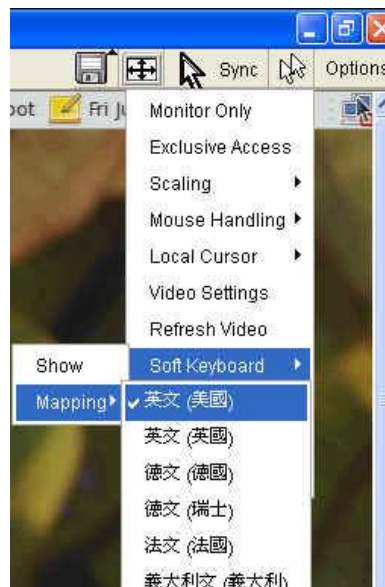 Sync Options
oot Fri Ju
Monitor Only
Exclusive Access
Scaling
Mouse Handling
Local Cursor
Video Settings
Refresh Video
Show Soft Keyboard
Mapping 英文 (美國)
英文 (英國)
德文 (德國)
德文 (瑞士)
法文 (法國)
義大利文 (義大利)